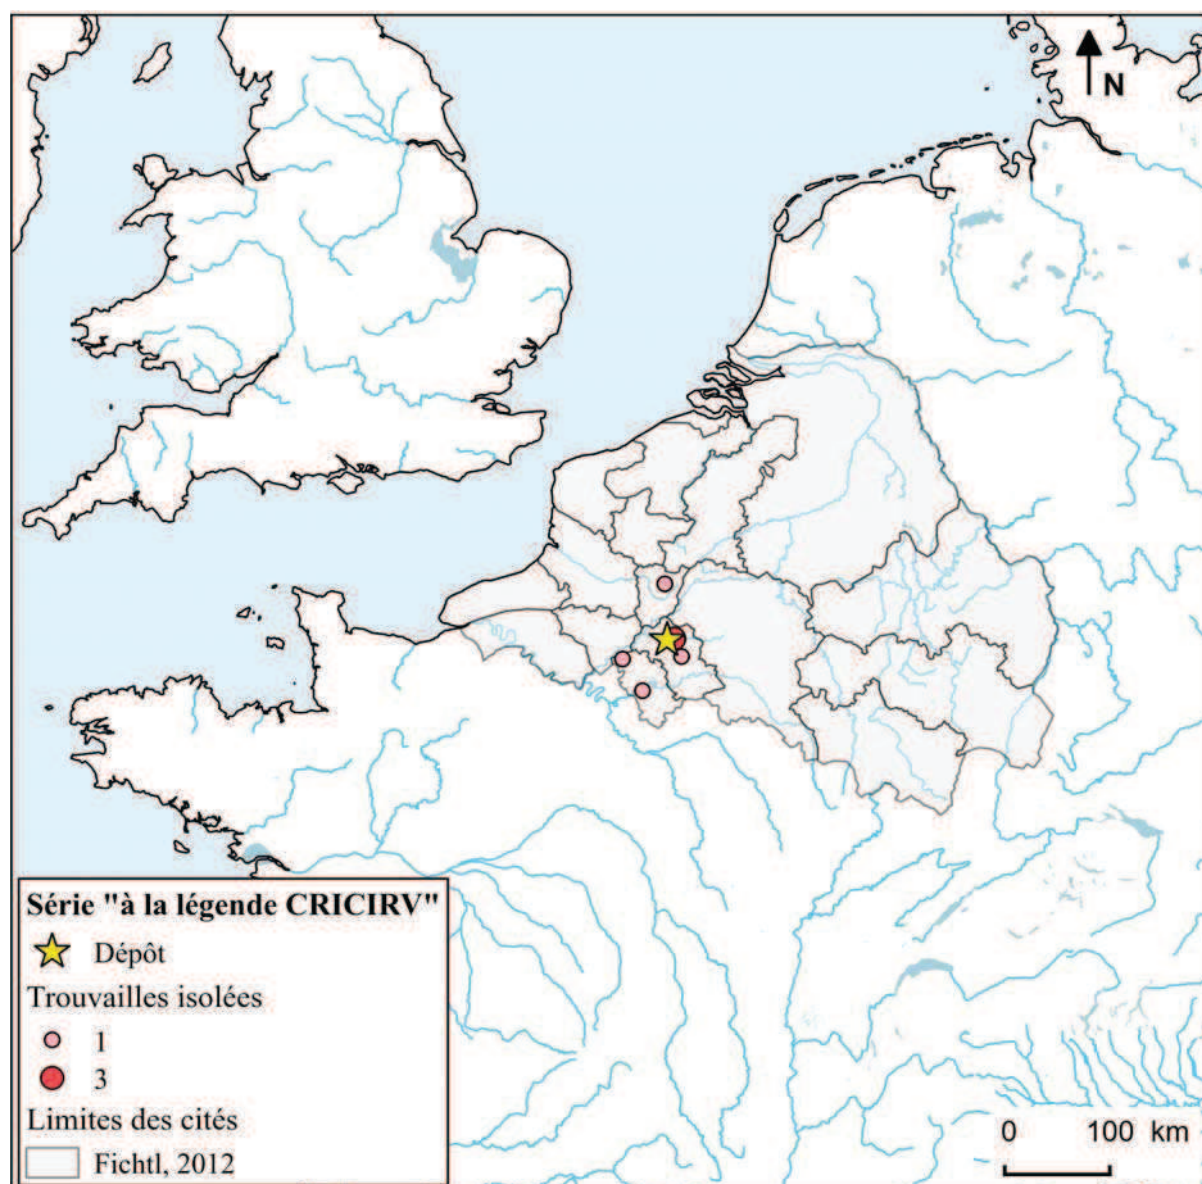 N
Série "à la légende CRICIRV"
Dépôt
Trouvailles isolées
1
3
Limites des cités
Fichtl, 2012
0 100 km